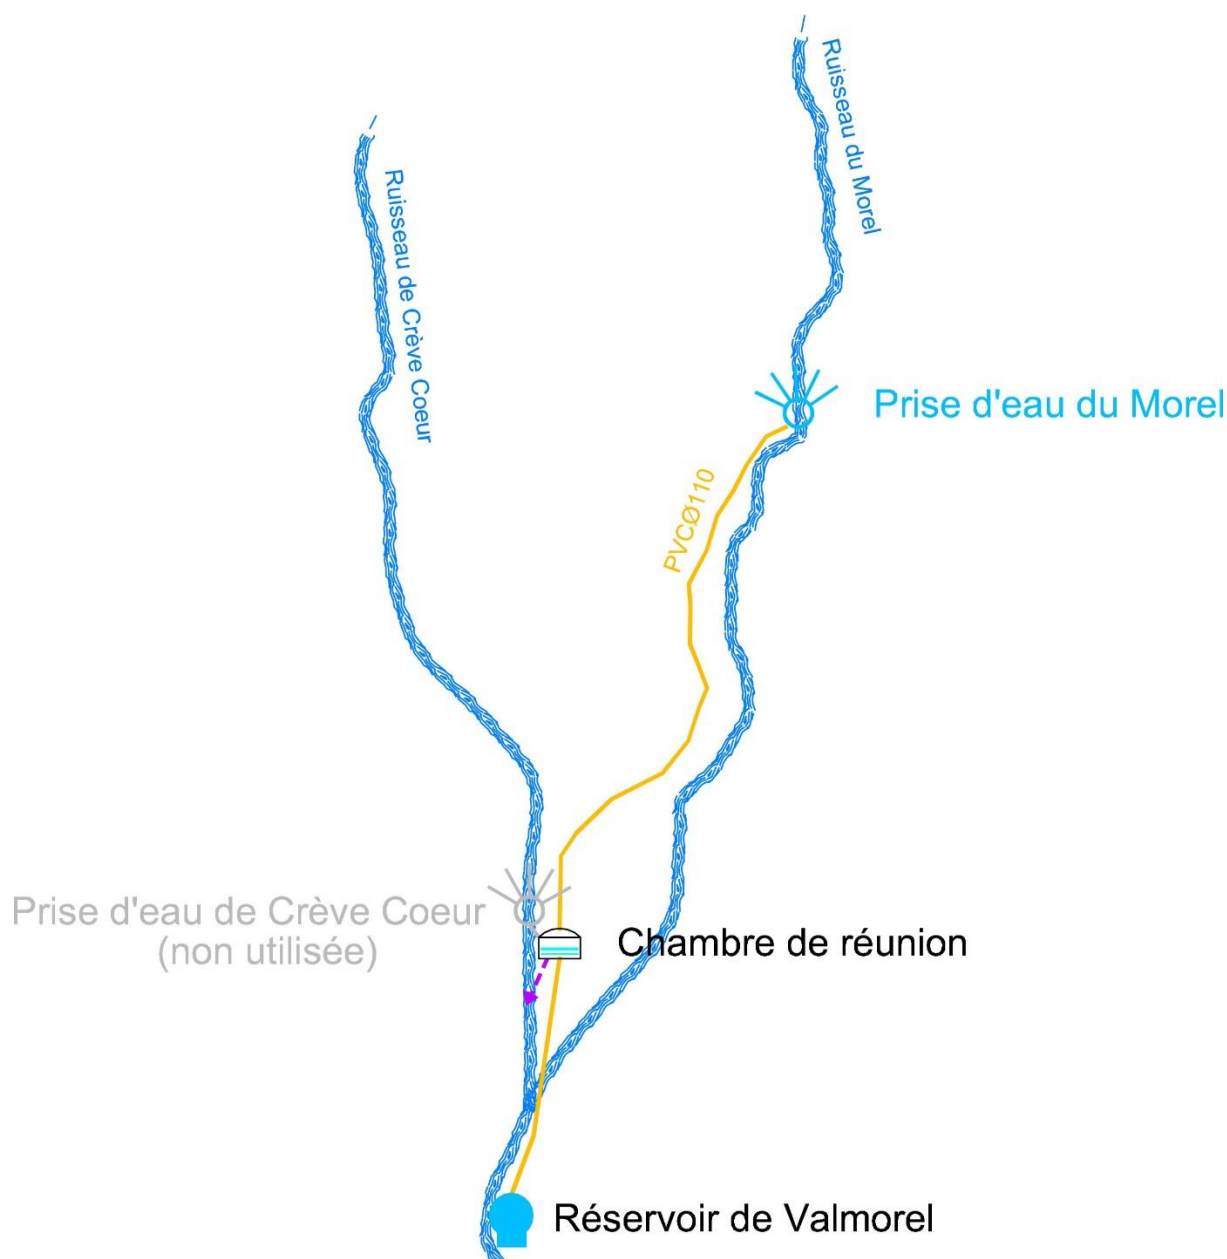 Ruisseau du Morel
Ruisseau de Crève Coeur
Prise d'eau du Morel
PVCØ110
Prise d'eau de Crève Coeur
(non utilisée)
Chambre de réunion
Réservoir de Valmorel